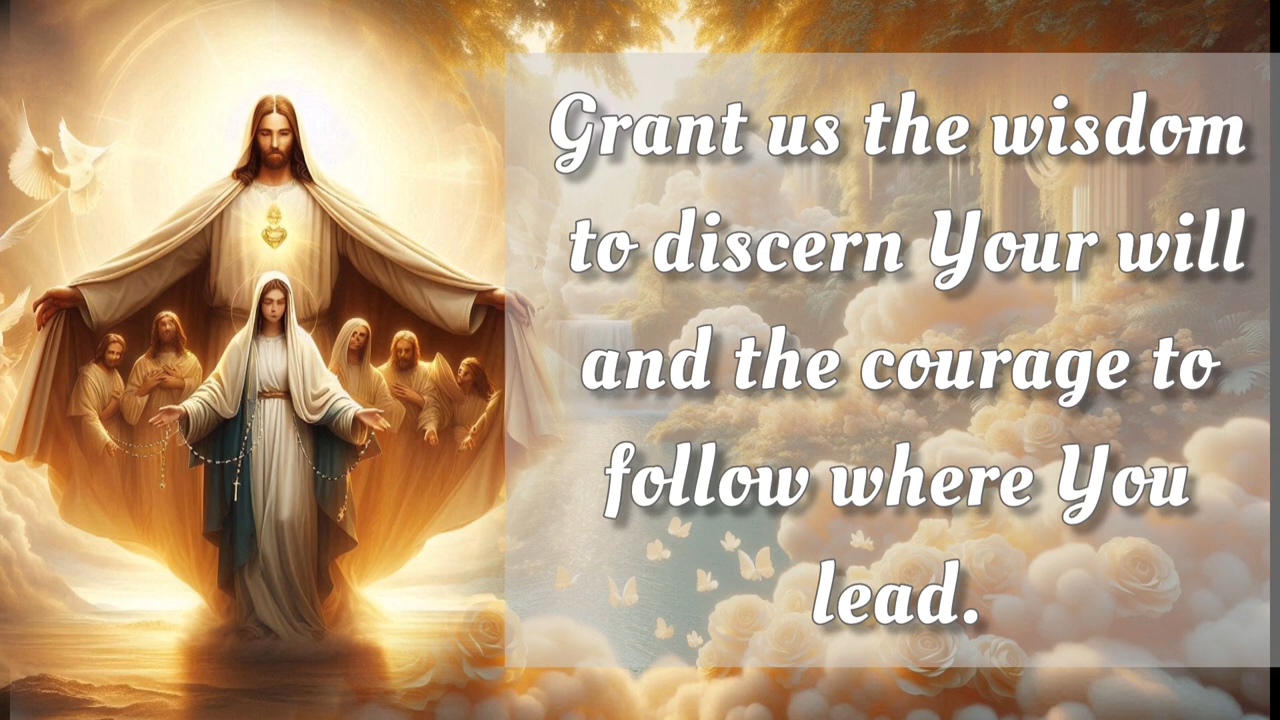 Grant us the wisdom
to discern Your will
and the courage to
follow where You
lead.